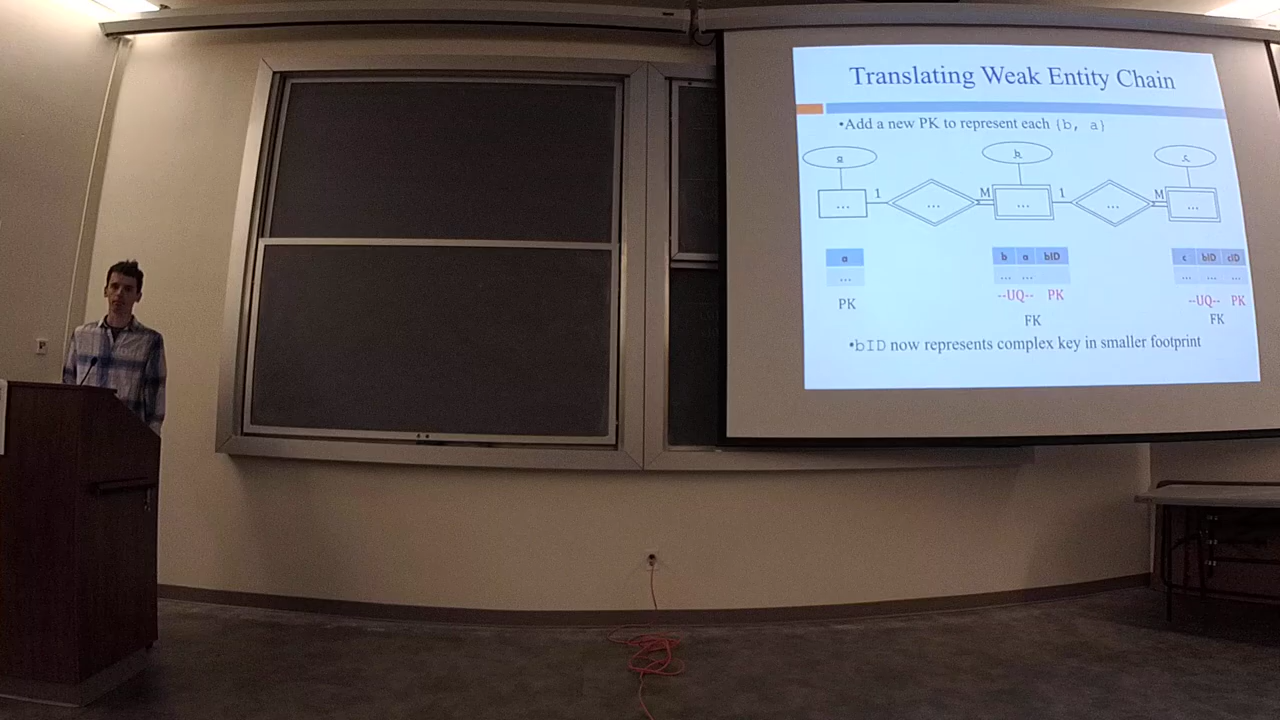 Translating Weak Entity Chain
•Add a new PK to represent each {b, a}
a b c
1 M 1 M
... ... ... ... ...
a b a bID c bID cID
... ... ... ... ... ...
PK --UQ-- PK --UQ-- PK
FK FK
•bID now represents complex key in smaller footprint